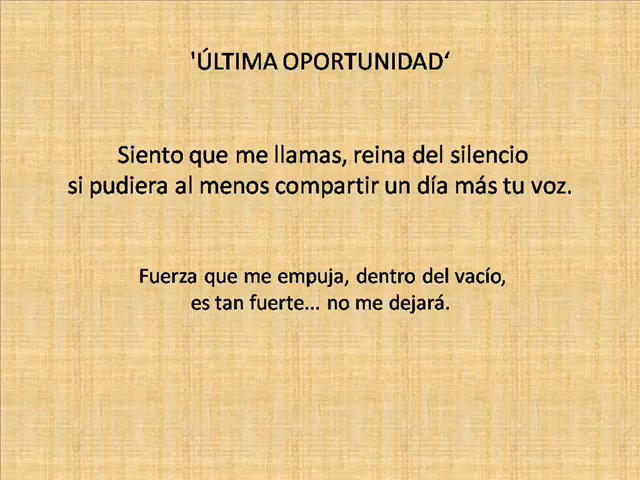 'ÚLTIMA OPORTUNIDAD‘
Siento que me llamas, reina del silencio
si pudiera al menos compartir un día más tu voz.
Fuerza que me empuja, dentro del vacío,
es tan fuerte... no me dejará.